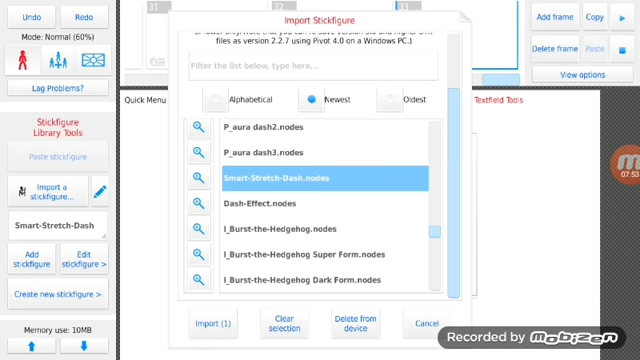 Undo
Redo
Mode: Normal (60%)
Lag Problems?
Stickfigure
Library Tools
Paste stickfigure
Import a
stickfigure...
Smart-Stretch-Dash
Add
stickfigure
Edit
stickfigure >
Create new stickfigure >
Memory use: 10MB
31
32
33
Quick Menu
Import Stickfigure
files as version 2.2.7 using Pivot 4.0 on a Windows PC.)
Filter the list below, type here...
Alphabetical
Newest
Oldest
P_aura dash2.nodes
P_aura dash3.nodes
Smart-Stretch-Dash.nodes
Dash-Effect.nodes
I_Burst-the-Hedgehog.nodes
I_Burst-the-Hedgehog Super Form.nodes
I_Burst-the-Hedgehog Dark Form.nodes
Import (1)
Clear
selection
Delete from
device
Cancel
Add frame
Copy
Delete frame
Paste
View options
Textfield Tools
07:53
Recorded by Mobizen